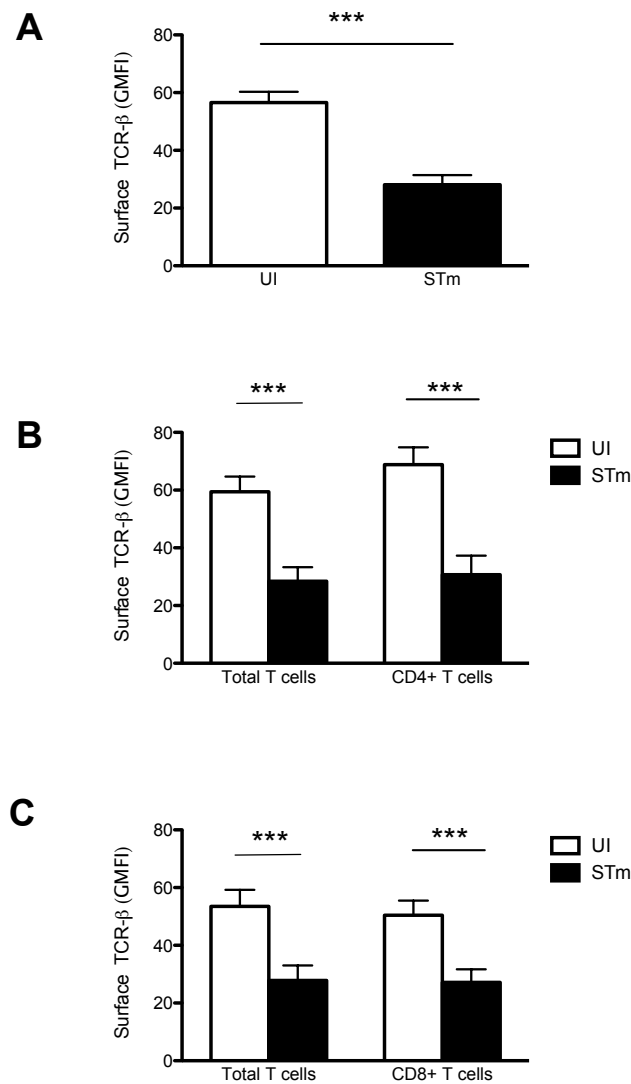 A
***
Surface TCR-β (GMFI)
80
60
40
20
0
UI
STm
B
***
***
Surface TCR-β (GMFI)
80
60
40
20
0
Total T cells
CD4+ T cells
UI
STm
C
***
***
Surface TCR-β (GMFI)
80
60
40
20
0
Total T cells
CD8+ T cells
UI
STm